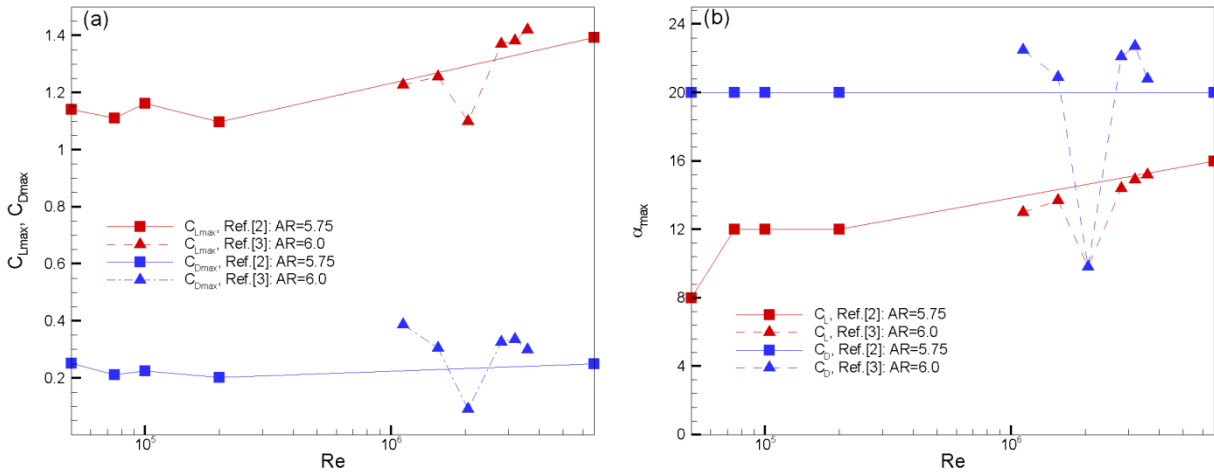 (a)
1.4
1.2
1
0.8
0.6
0.4
0.2
C_Lmax, C_Dmax
C_Lmax, Ref.[2]: AR=5.75
C_Lmax, Ref.[3]: AR=6.0
C_Dmax, Ref.[2]: AR=5.75
C_Dmax, Ref.[3]: AR=6.0
10^5
10^6
Re
(b)
24
20
16
12
8
4
0
α_max
C_L, Ref.[2]: AR=5.75
C_L, Ref.[3]: AR=6.0
C_D, Ref.[2]: AR=5.75
C_D, Ref.[3]: AR=6.0
10^5
10^6
Re